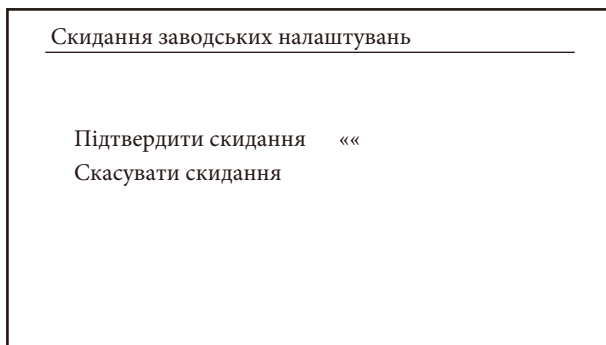 Скидання заводських налаштувань
Підтвердити скидання ««
Скасувати скидання